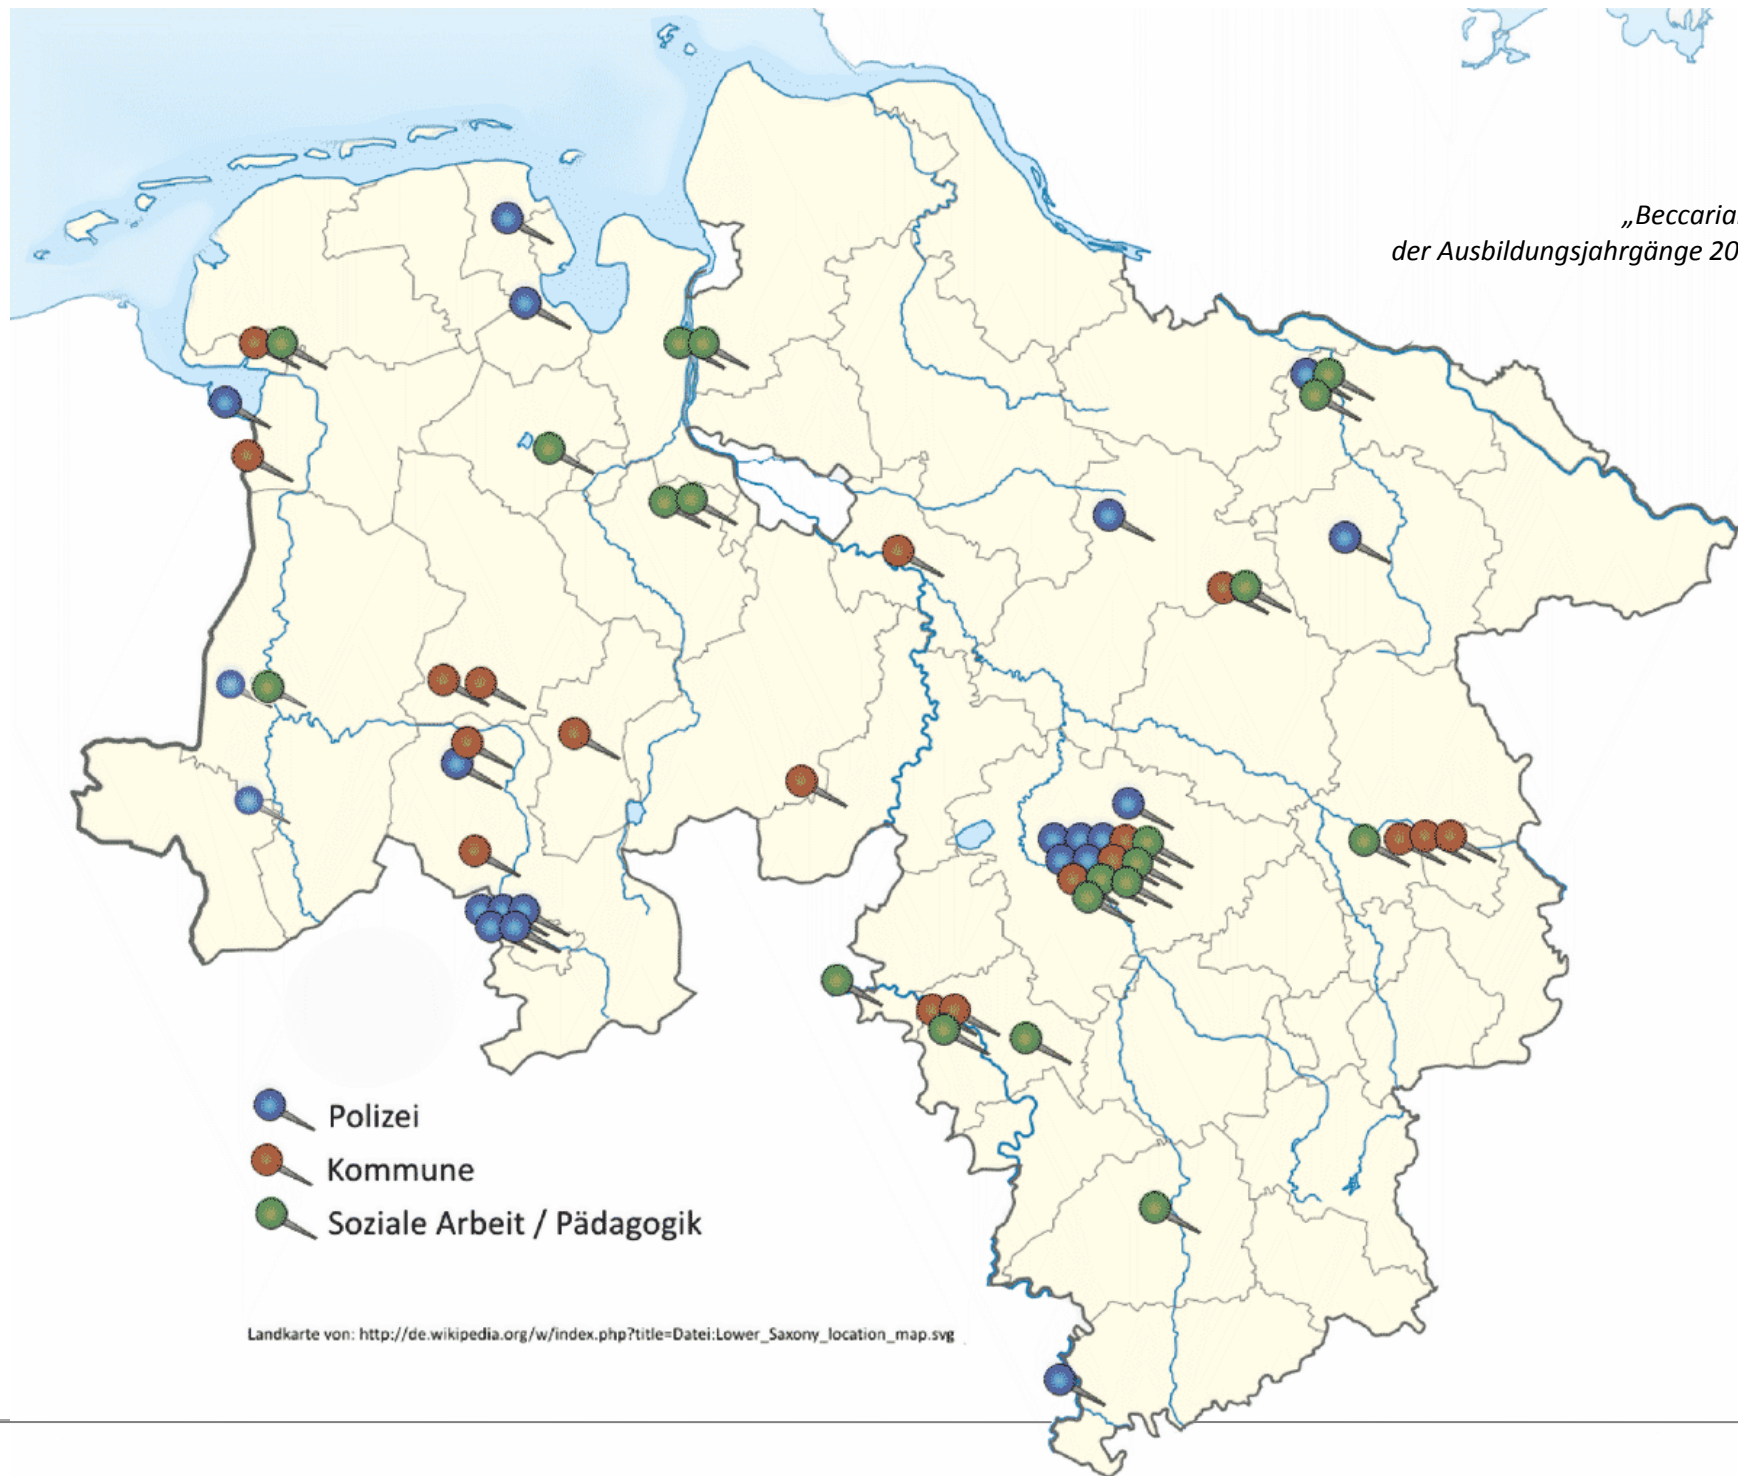 „Beccaria
der Ausbildungsjahrgänge 20
Polizei
Kommune
Soziale Arbeit / Pädagogik
Landkarte von: http://de.wikipedia.org/w/index.php?title=Datei:Lower_Saxony_location_map.svg